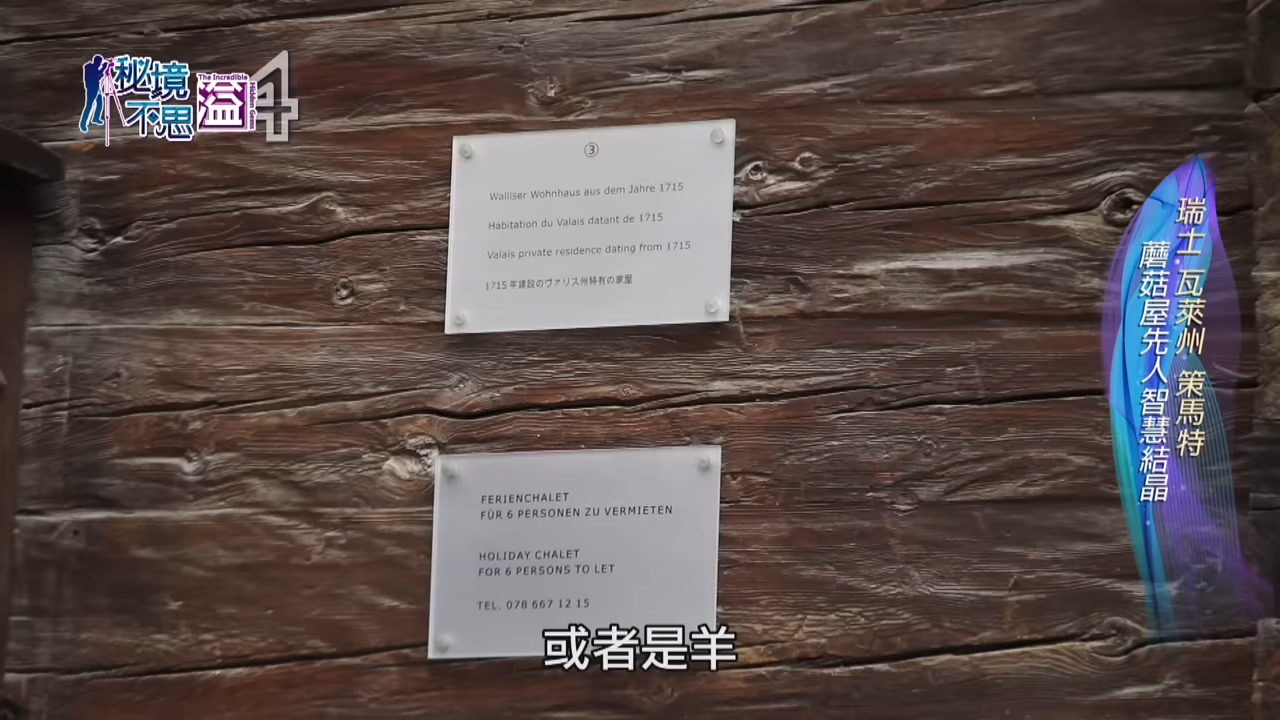 秘境
不思
溢
The Incredible
4
③
Walliser Wohnhaus aus dem Jahre 1715
Habitation du Valais datant de 1715
Valais private residence dating from 1715
1715年建設のヴァリス州特有の家屋
FERIENCHALET
FÜR 6 PERSONEN ZU VERMIETEN
HOLIDAY CHALET
FOR 6 PERSONS TO LET
TEL. 078 667 12 15
瑞士 瓦萊州 策馬特
蘑菇屋先人智慧結晶
或者是羊